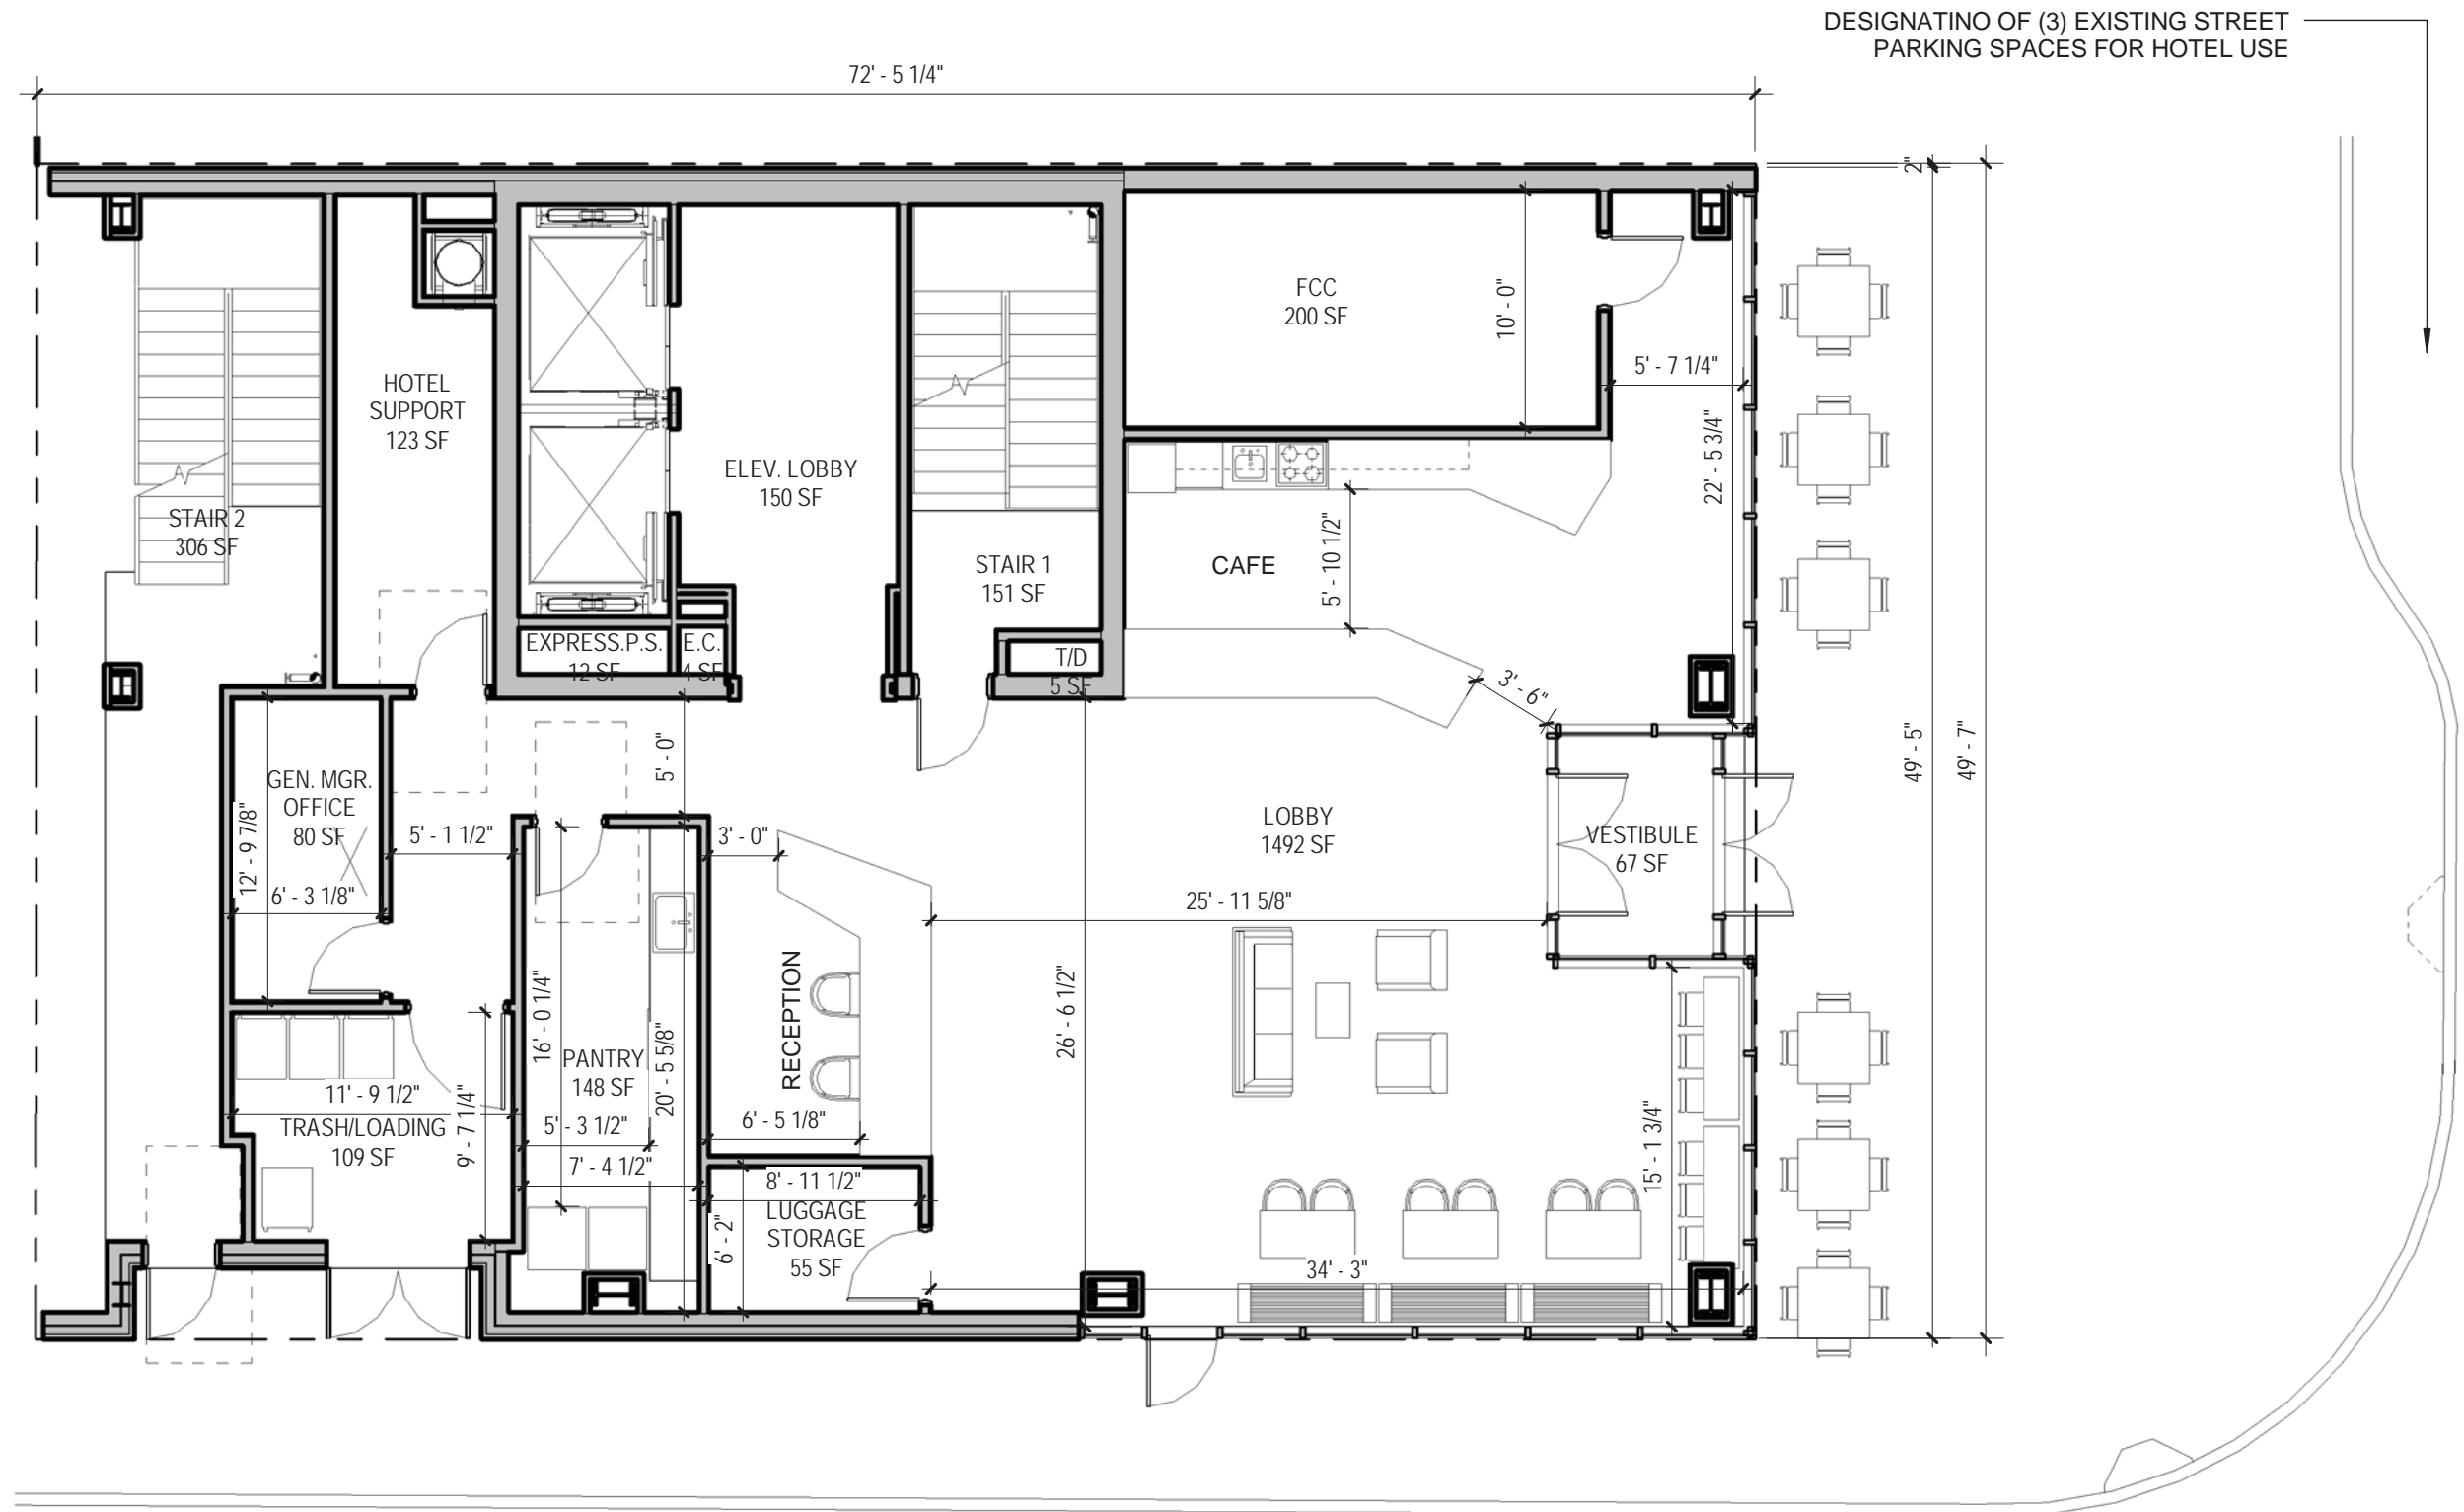 DESIGNATINO OF (3) EXISTING STREET
PARKING SPACES FOR HOTEL USE
72' - 5 1/4"
2"
FCC
200 SF
10' - 0"
5' - 7 1/4"
22' - 5 3/4"
HOTEL
SUPPORT
123 SF
ELEV. LOBBY
150 SF
STAIR 2
306 SF
STAIR 1
151 SF
CAFE
5' - 10 1/2"
EXPRESS.P.S.
12 SF
E.C.
4 SF
T/D
5 SF
3' - 6"
49' - 5"
49' - 7"
5' - 0"
GEN. MGR.
OFFICE
80 SF
12' - 9 7/8"
6' - 3 1/8"
5' - 1 1/2"
3' - 0"
LOBBY
1492 SF
VESTIBULE
67 SF
25' - 11 5/8"
RECEPTION
26' - 6 1/2"
16' - 0 1/4"
20' - 5 5/8"
PANTRY
148 SF
5' - 3 1/2"
7' - 4 1/2"
6' - 5 1/8"
11' - 9 1/2"
TRASH/LOADING
109 SF
9' - 7 1/4"
15' - 1 3/4"
8' - 11 1/2"
LUGGAGE
STORAGE
55 SF
6' - 2"
34' - 3"